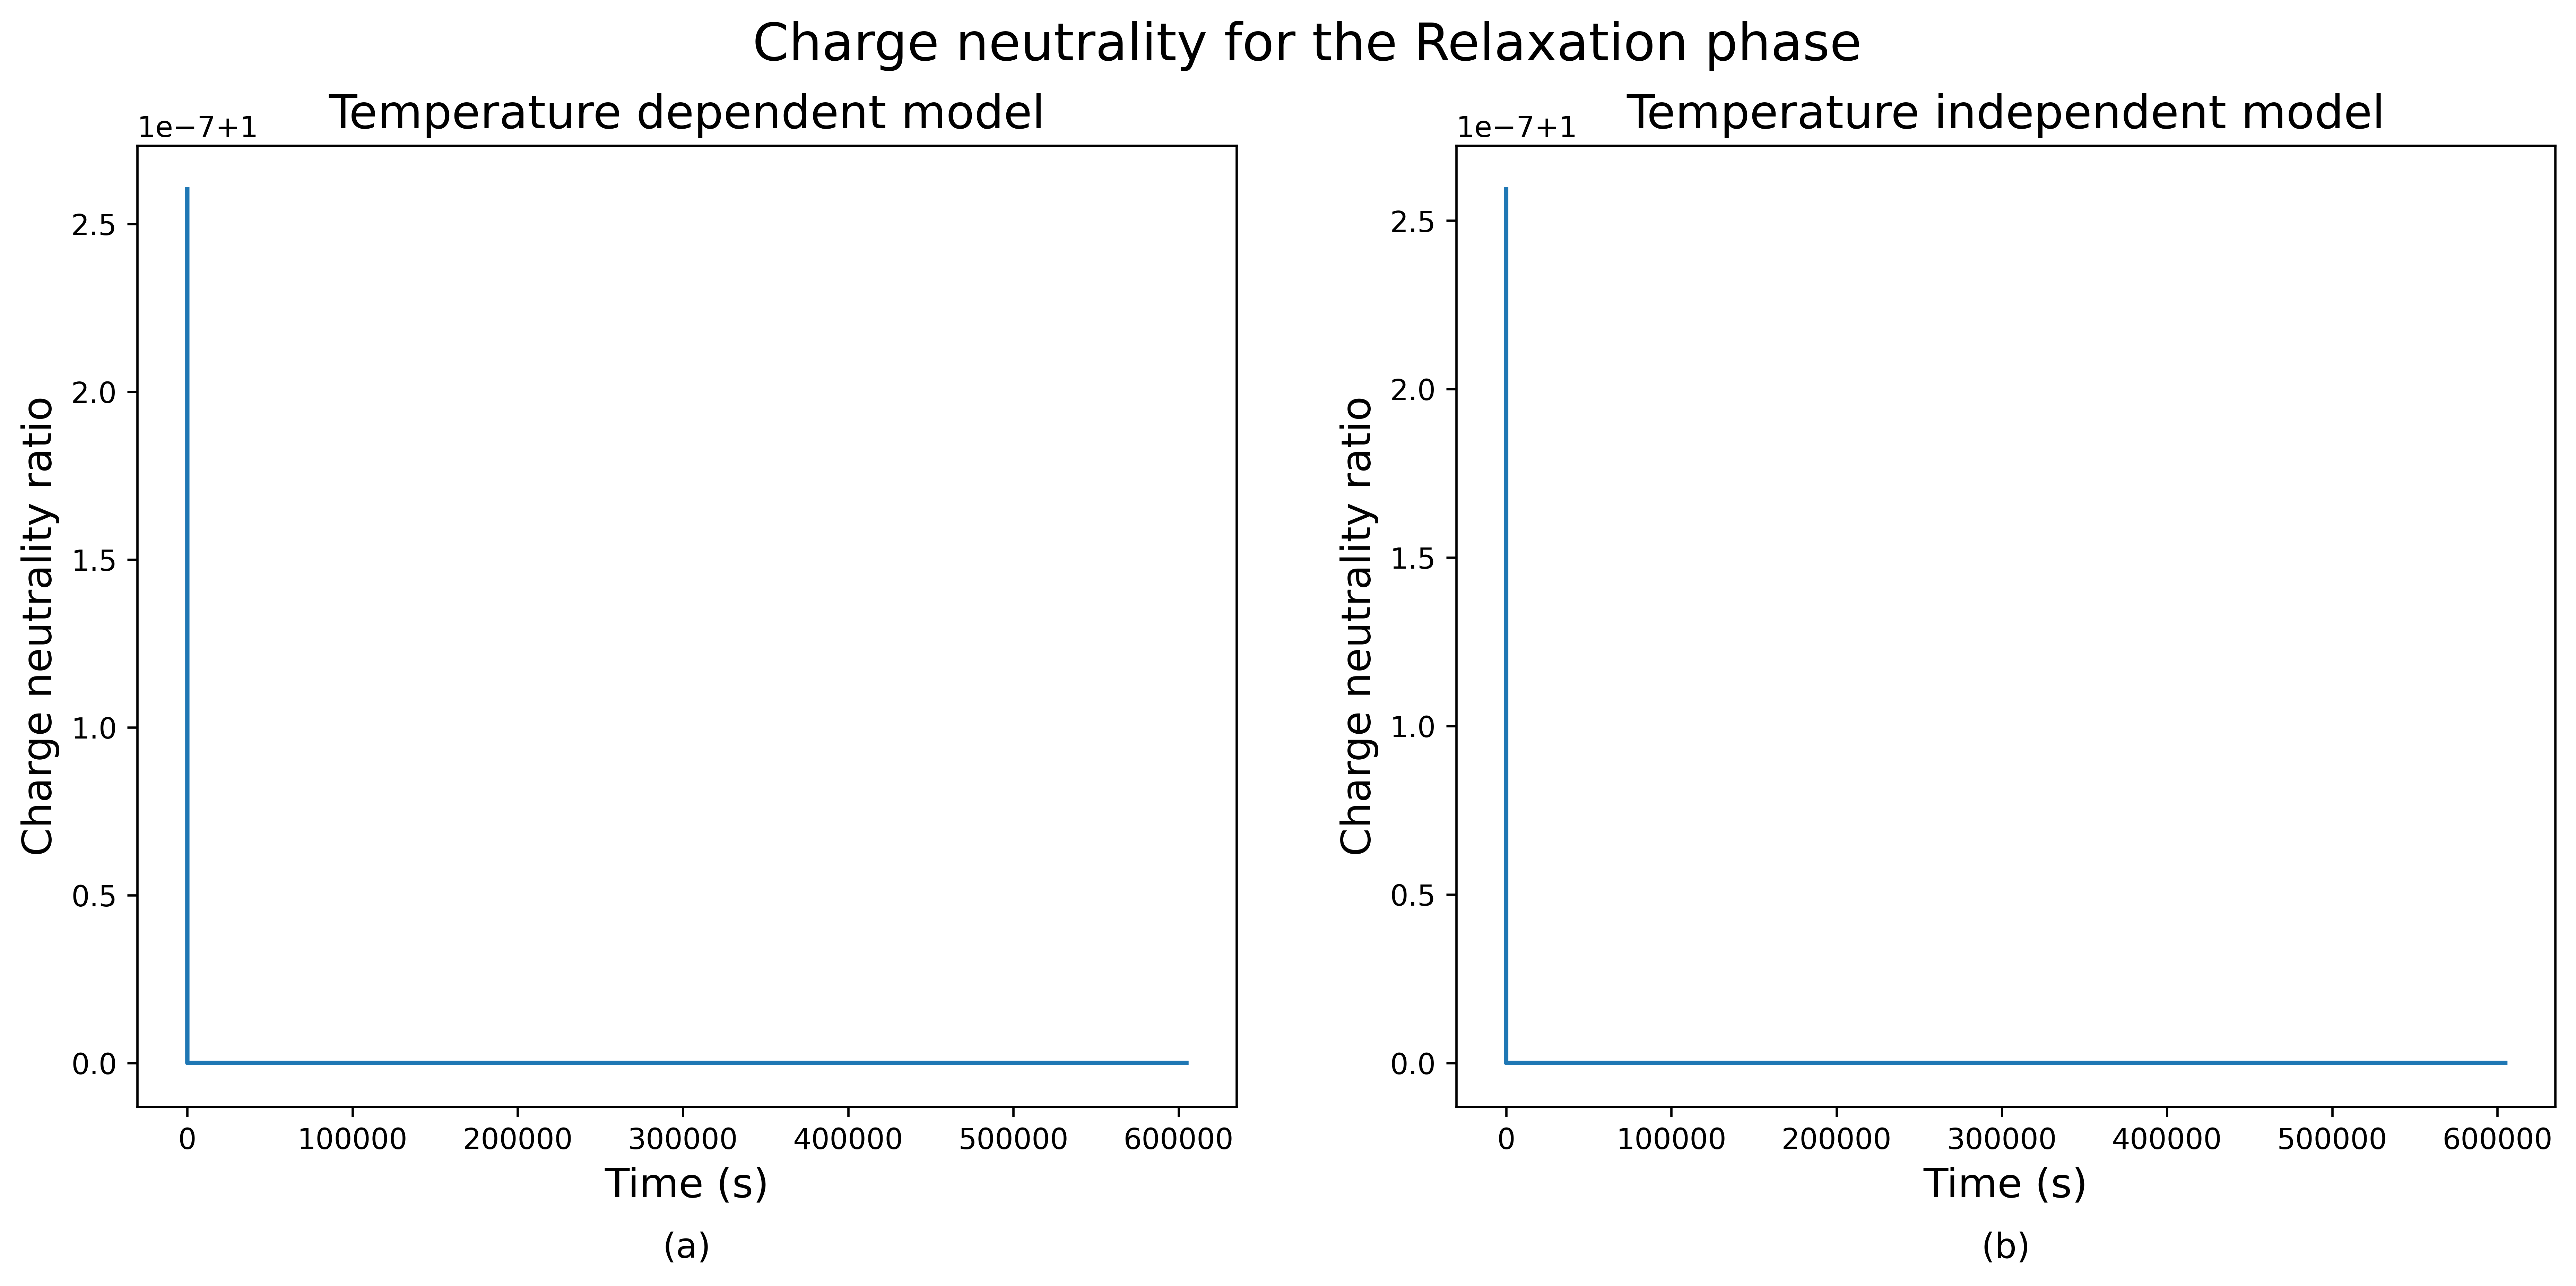 Charge neutrality for the Relaxation phase
Temperature dependent model
1e−7+1
2.5
2.0
1.5
1.0
0.5
0.0
Charge neutrality ratio
0 100000 200000 300000 400000 500000 600000
Time (s)
(a)
Temperature independent model
1e−7+1
2.5
2.0
1.5
1.0
0.5
0.0
Charge neutrality ratio
0 100000 200000 300000 400000 500000 600000
Time (s)
(b)